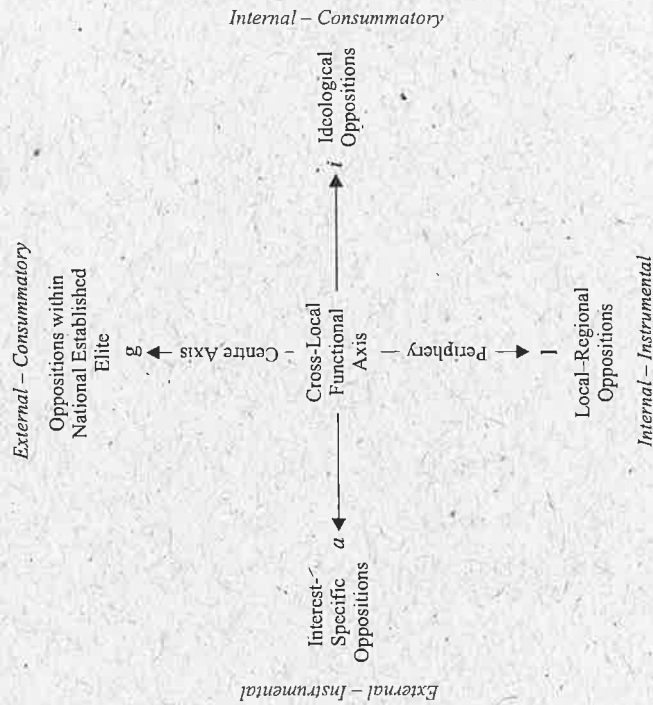 External – Consummatory
Oppositions within
National Established
Elite
g
Periphery – Centre Axis
External – Instrumental
Interest-
Specific
Oppositions
a
Cross-Local
Functional
Axis
i
Ideological
Oppositions
Internal – Consummatory
l
Local–Regional
Oppositions
Internal – Instrumental